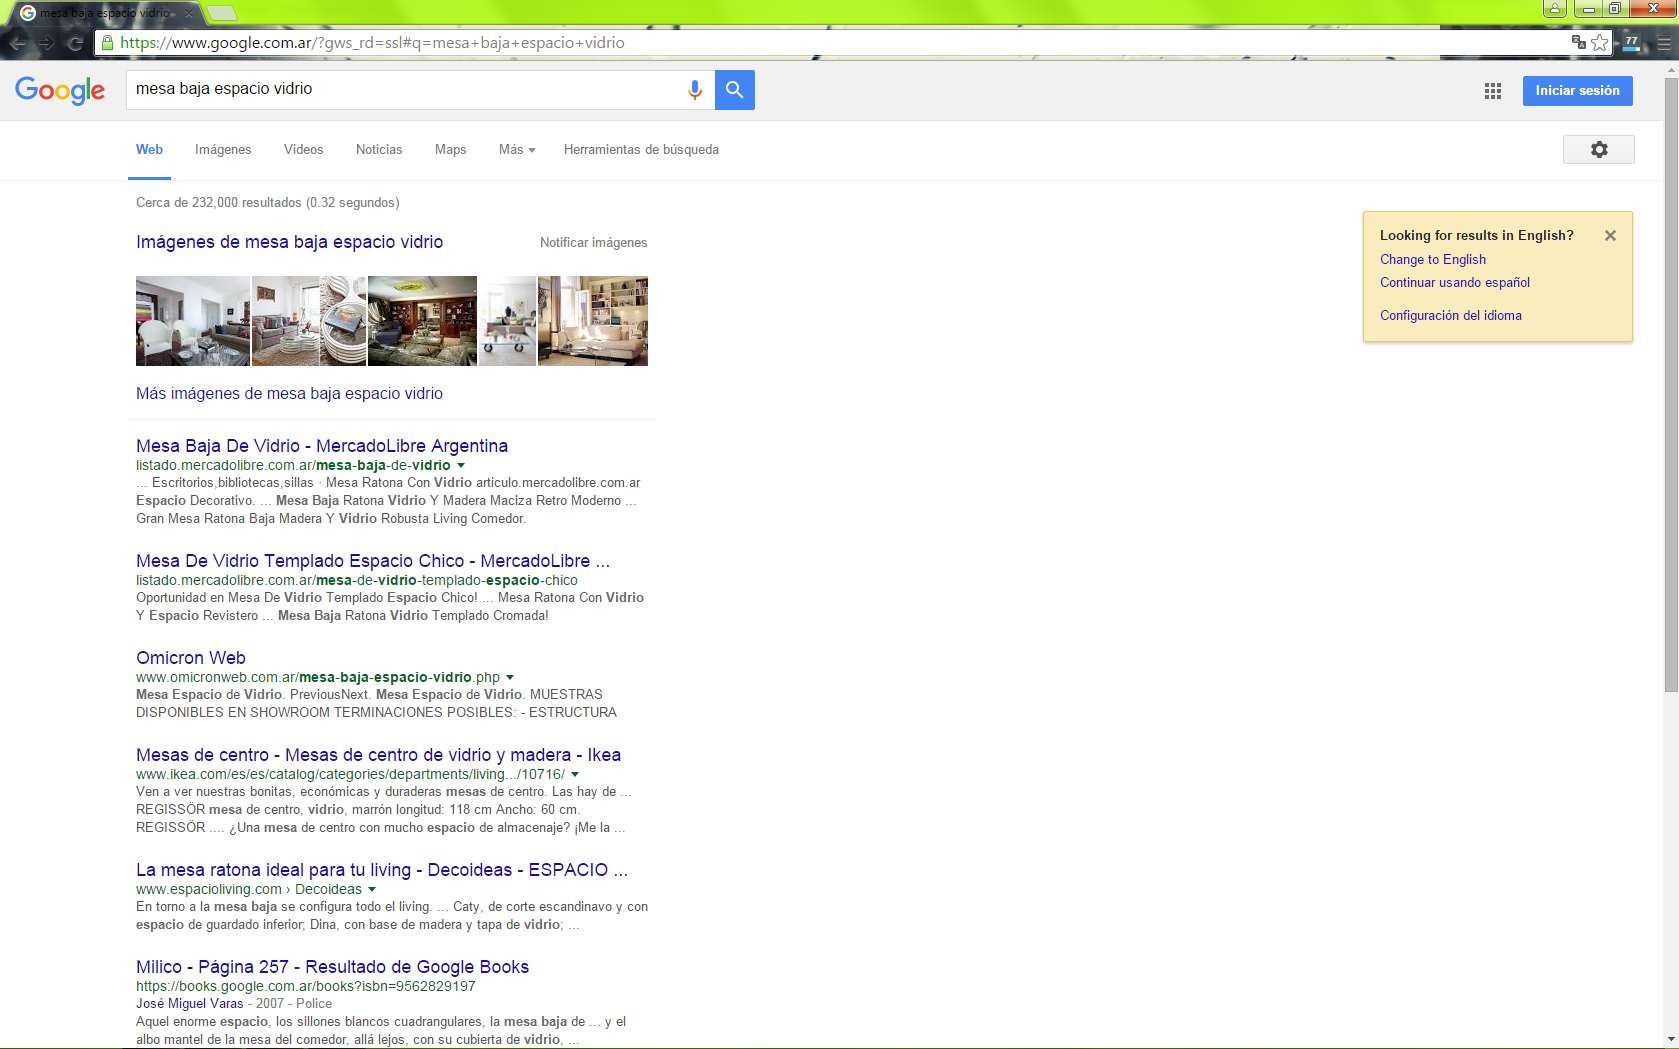 mesa baja espacio vidrio
https://www.google.com.ar/?gws_rd=ssl#q=mesa+baja+espacio+vidrio
77
Google
mesa baja espacio vidrio
Iniciar sesión
Web Imágenes Videos Noticias Maps Más Herramientas de búsqueda
Cerca de 232,000 resultados (0.32 segundos)
Imágenes de mesa baja espacio vidrio
Notificar imágenes
Más imágenes de mesa baja espacio vidrio
Mesa Baja De Vidrio - MercadoLibre Argentina
listado.mercadolibre.com.ar/mesa-baja-de-vidrio
... Escritorios,bibliotecas,sillas · Mesa Ratona Con Vidrio articulo.mercadolibre.com.ar
Espacio Decorativo. ... Mesa Baja Ratona Vidrio Y Madera Maciza Retro Moderno ...
Gran Mesa Ratona Baja Madera Y Vidrio Robusta Living Comedor.
Mesa De Vidrio Templado Espacio Chico - MercadoLibre ...
listado.mercadolibre.com.ar/mesa-de-vidrio-templado-espacio-chico
Oportunidad en Mesa De Vidrio Templado Espacio Chico! ... Mesa Ratona Con Vidrio
Y Espacio Revistero ... Mesa Baja Ratona Vidrio Templado Cromada!
Omicron Web
www.omicronweb.com.ar/mesa-baja-espacio-vidrio.php
Mesa Espacio de Vidrio. PreviousNext. Mesa Espacio de Vidrio. MUESTRAS
DISPONIBLES EN SHOWROOM TERMINACIONES POSIBLES: - ESTRUCTURA
Mesas de centro - Mesas de centro de vidrio y madera - Ikea
www.ikea.com/es/es/catalog/categories/departments/living.../10716/
Ven a ver nuestras bonitas, económicas y duraderas mesas de centro. Las hay de ...
REGISSÖR mesa de centro, vidrio, marrón longitud: 118 cm Ancho: 60 cm.
REGISSÖR .... ¿Una mesa de centro con mucho espacio de almacenaje? ¡Me la ...
La mesa ratona ideal para tu living - Decoideas - ESPACIO ...
www.espacioliving.com › Decoideas
En torno a la mesa baja se configura todo el living. ... Caty, de corte escandinavo y con
espacio de guardado inferior; Dina, con base de madera y tapa de vidrio; ...
Milico - Página 257 - Resultado de Google Books
https://books.google.com.ar/books?isbn=9562829197
José Miguel Varas - 2007 - Police
Aquel enorme espacio, los sillones blancos cuadrangulares, la mesa baja de ... y el
albo mantel de la mesa del comedor, allá lejos, con su cubierta de vidrio, ...
Looking for results in English?
Change to English
Continuar usando español
Configuración del idioma